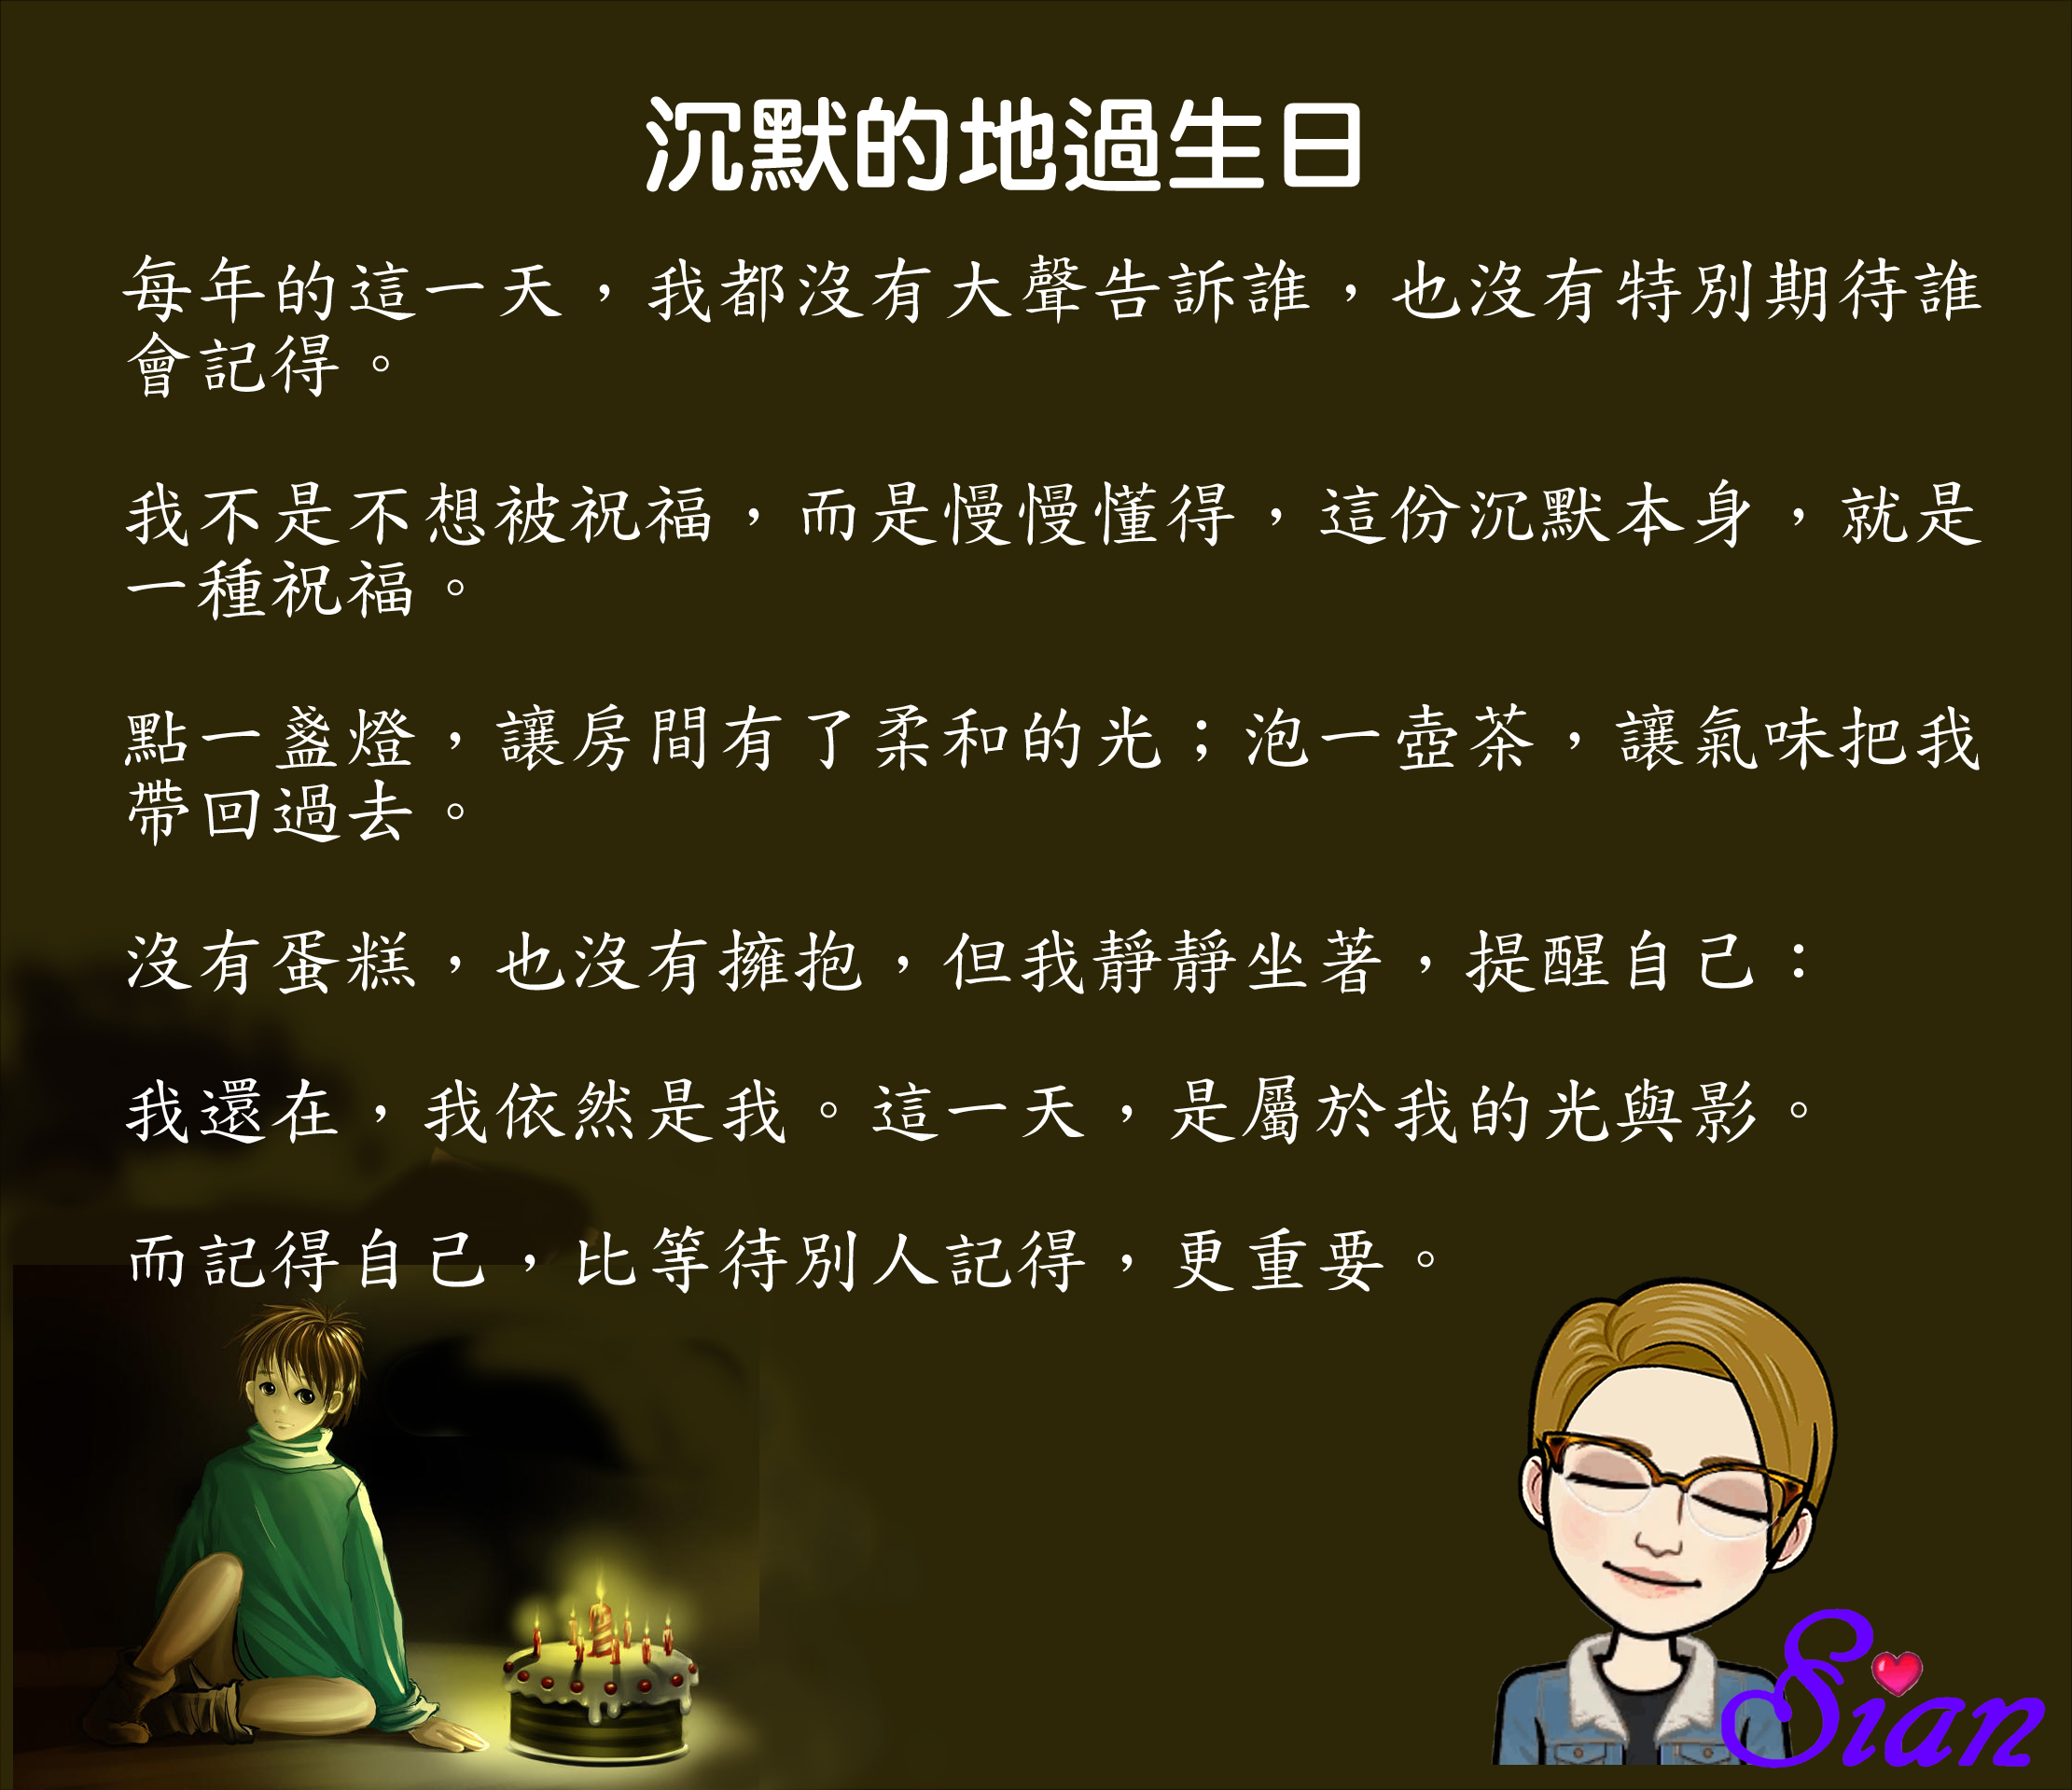 沉默的地過生日
每年的這一天，我都沒有大聲告訴誰，也沒有特別期待誰
會記得。
我不是不想被祝福，而是慢慢懂得，這份沉默本身，就是
一種祝福。
點一盞燈，讓房間有了柔和的光；泡一壺茶，讓氣味把我
帶回過去。
沒有蛋糕，也沒有擁抱，但我靜靜坐著，提醒自己：
我還在，我依然是我。這一天，是屬於我的光與影。
而記得自己，比等待別人記得，更重要。
Sian